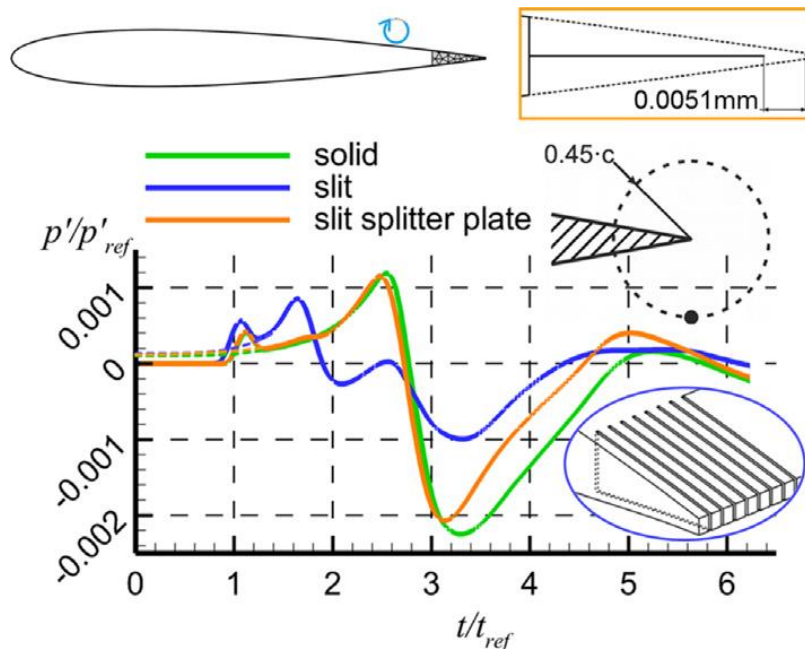 0.0051mm
solid
slit
slit splitter plate
0.45·c
p'/p'ref
0.001
0
-0.001
-0.002
0 1 2 3 4 5 6
t/tref